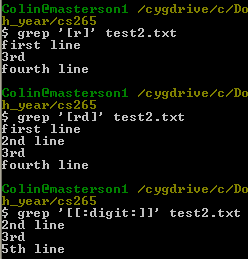 Colin@masterson1 /cygdrive/c/Do
h_year/cs265
$ grep '[r]' test2.txt
first line
3rd
fourth line
Colin@masterson1 /cygdrive/c/Do
h_year/cs265
$ grep '[rd]' test2.txt
first line
2nd line
3rd
fourth line
Colin@masterson1 /cygdrive/c/Do
h_year/cs265
$ grep '[[:digit:]]' test2.txt
2nd line
3rd
5th line